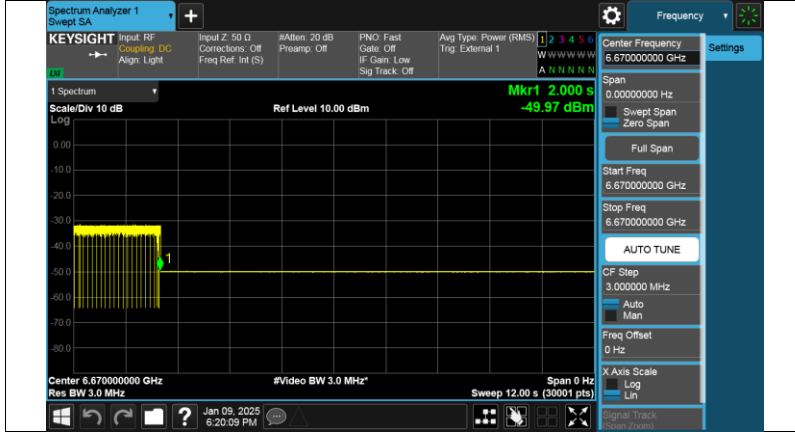 Spectrum Analyzer 1
Swept SA
+
Frequency
KEYSIGHT
Input: RF
Coupling: DC
Align: Light
Input Z: 50 Ω
Corrections: Off
Freq Ref: Int (S)
#Atten: 20 dB
Preamp: Off
PNO: Fast
Gate: Off
IF Gain: Low
Sig Track: Off
Avg Type: Power (RMS)
Trig: External 1
1 2 3 4 5 6
W W W W W W
A N N N N N
LXI
1 Spectrum
Mkr1 2.000 s
Scale/Div 10 dB
Ref Level 10.00 dBm
-49.97 dBm
Log
0.00
-10.0
-20.0
-30.0
-40.0
-50.0
-60.0
-70.0
-80.0
1
Center 6.670000000 GHz
#Video BW 3.0 MHz*
Span 0 Hz
Res BW 3.0 MHz
Sweep 12.00 s (30001 pts)
?
Jan 09, 2025
6:20:09 PM
Center Frequency
6.670000000 GHz
Settings
Span
0.00000000 Hz
Swept Span
Zero Span
Full Span
Start Freq
6.670000000 GHz
Stop Freq
6.670000000 GHz
AUTO TUNE
CF Step
3.000000 MHz
Auto
Man
Freq Offset
0 Hz
X Axis Scale
Log
Lin
Signal Track
(Span Zoom)